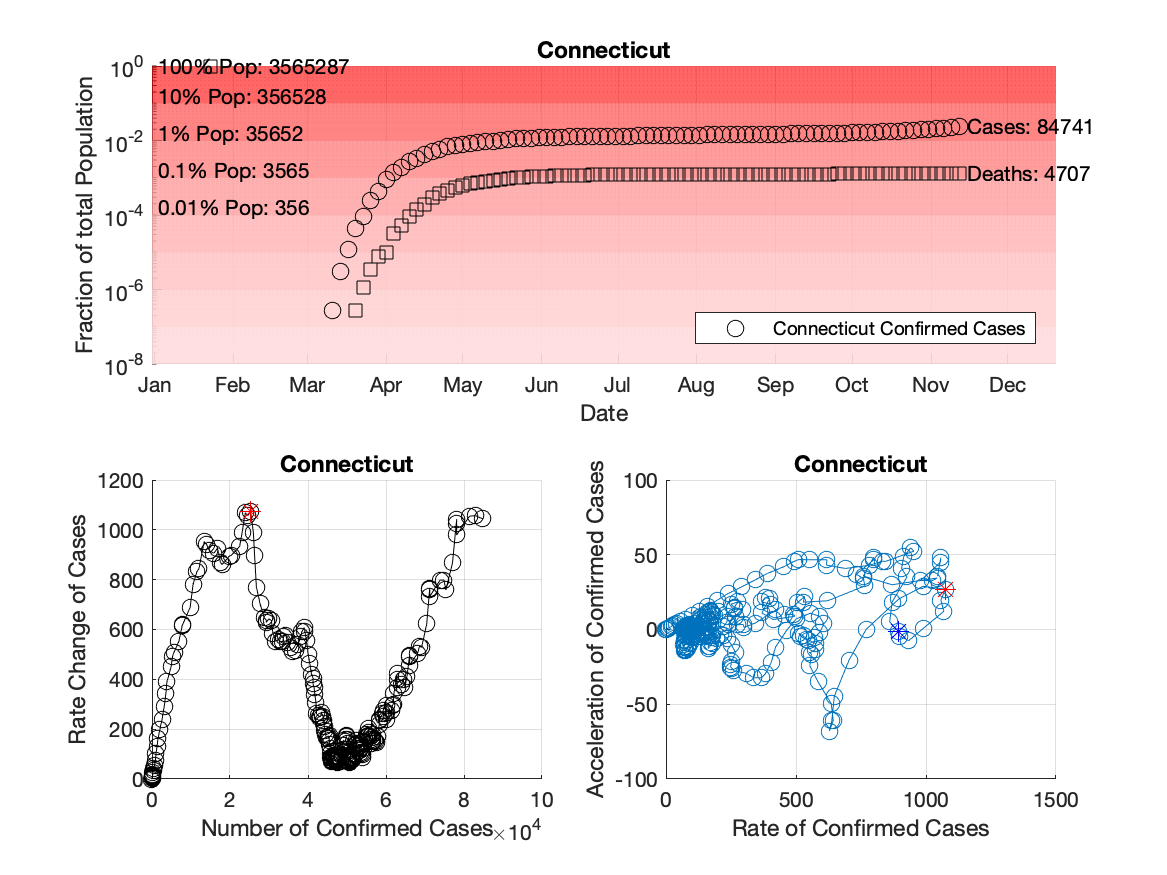 Connecticut
10^0
10^-2
10^-4
10^-6
10^-8
Fraction of total Population
100% Pop: 3565287
10% Pop: 356528
1% Pop: 35652
0.1% Pop: 3565
0.01% Pop: 356
Cases: 84741
Deaths: 4707
Connecticut Confirmed Cases
Jan Feb Mar Apr May Jun Jul Aug Sep Oct Nov Dec
Date
Connecticut
1200
1000
800
600
400
200
0
Rate Change of Cases
0 2 4 6 8 10
Number of Confirmed Cases ×10^4
Connecticut
100
50
0
-50
-100
Acceleration of Confirmed Cases
0 500 1000 1500
Rate of Confirmed Cases